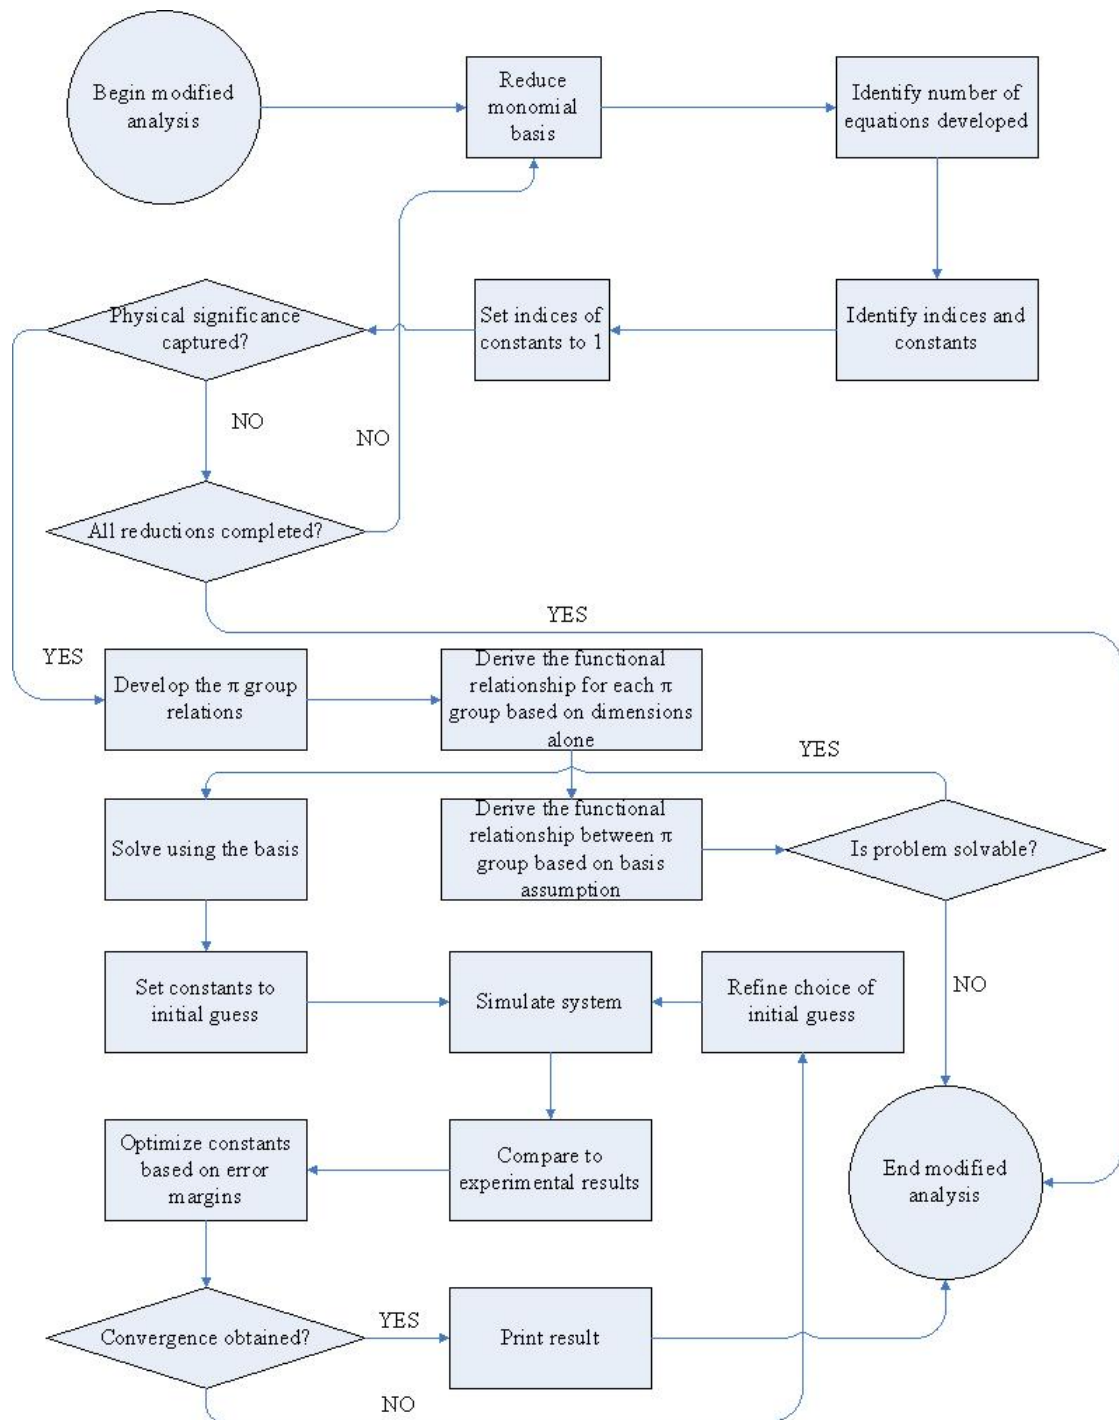 Begin modified
analysis
Reduce
monomial
basis
Identify number of
equations developed
Physical significance
captured?
Set indices of
constants to 1
Identify indices and
constants
NO
NO
All reductions completed?
YES
YES
Develop the π group
relations
Derive the functional
relationship for each π
group based on dimensions
alone
YES
Solve using the basis
Derive the functional
relationship between π
group based on basis
assumption
Is problem solvable?
Set constants to
initial guess
Simulate system
Refine choice of
initial guess
NO
Optimize constants
based on error
margins
Compare to
experimental results
End modified
analysis
Convergence obtained?
YES
Print result
NO